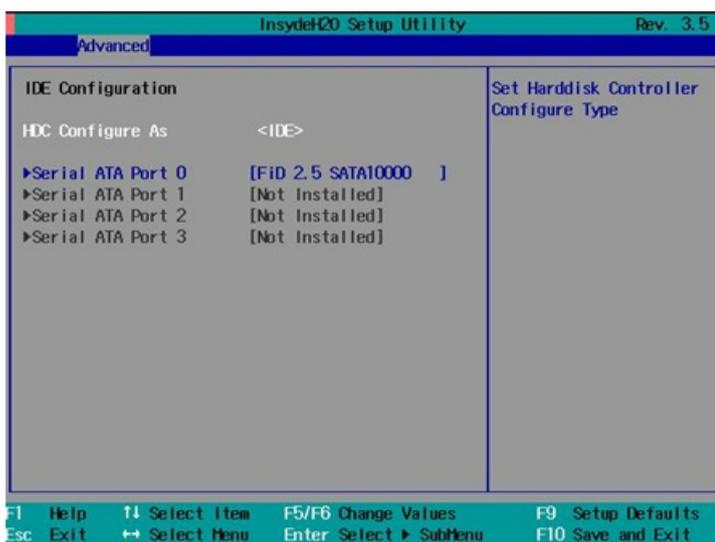 InsydeH20 Setup Utility Rev. 3.5
Advanced
IDE Configuration
HDC Configure As <IDE>
▶Serial ATA Port 0 [FiD 2.5 SATA10000 ]
▶Serial ATA Port 1 [Not Installed]
▶Serial ATA Port 2 [Not Installed]
▶Serial ATA Port 3 [Not Installed]
Set Harddisk Controller
Configure Type
F1 Help ↑↓ Select Item F5/F6 Change Values F9 Setup Defaults
Esc Exit ↔ Select Menu Enter Select ▶ SubMenu F10 Save and Exit